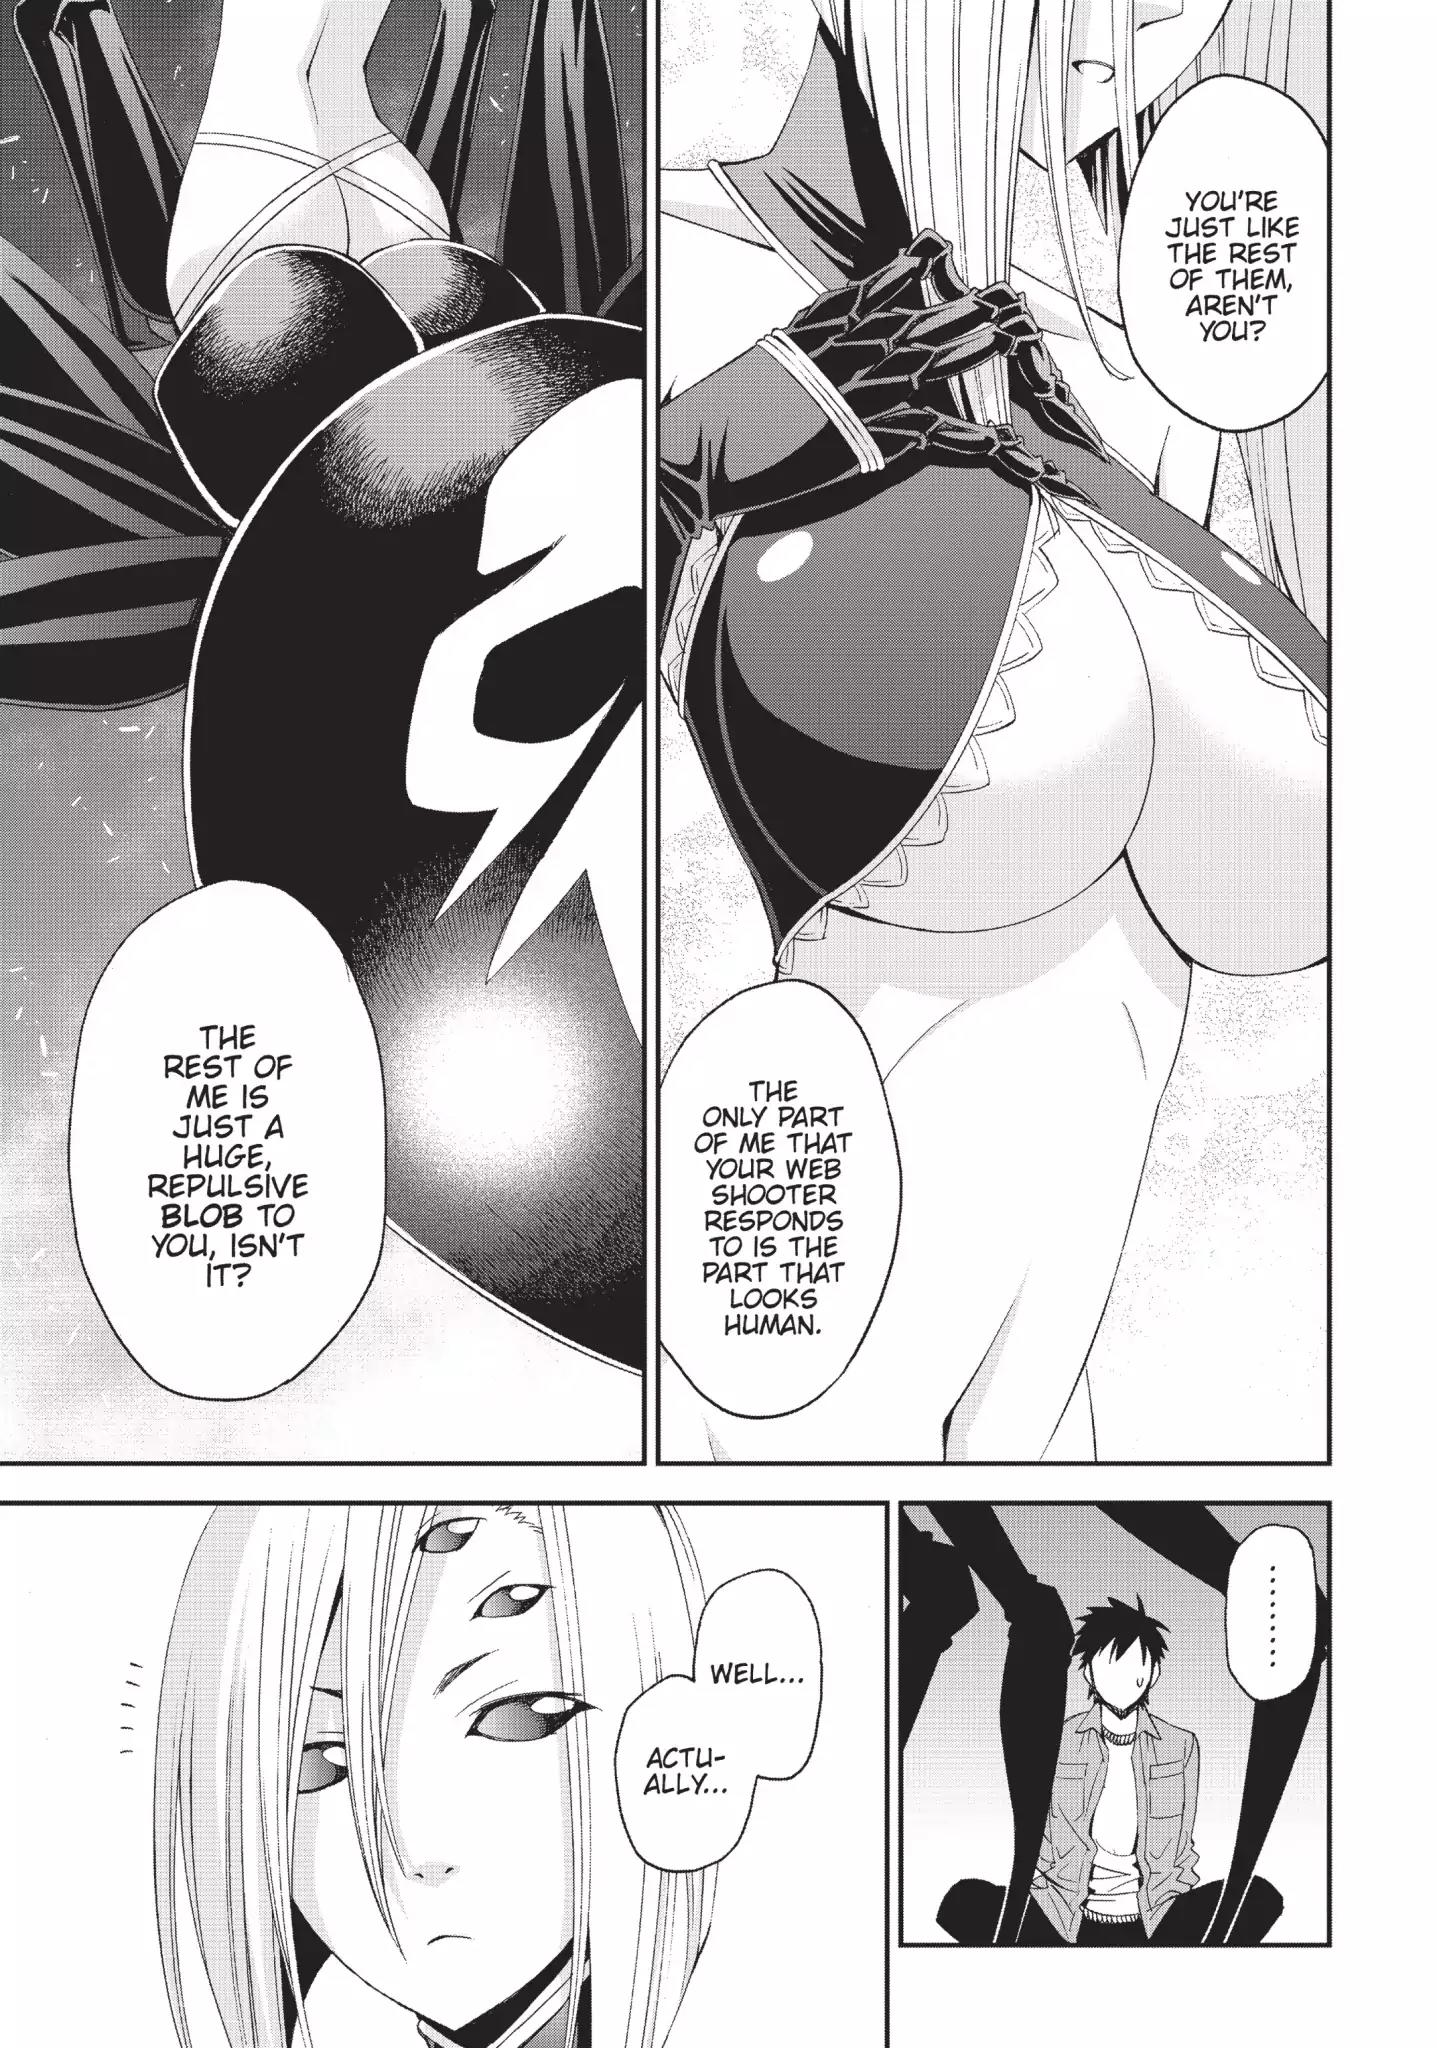 YOU'RE
JUST LIKE
THE REST
OF THEM,
AREN'T
YOU?
THE
ONLY PART
OF ME THAT
YOUR WEB
SHOOTER
RESPONDS
TO IS THE
PART THAT
LOOKS
HUMAN.
THE
REST OF
ME IS
JUST A
HUGE,
REPULSIVE
BLOB TO
YOU, ISN'T
IT?
.........
WELL...
ACTU-
ALLY...